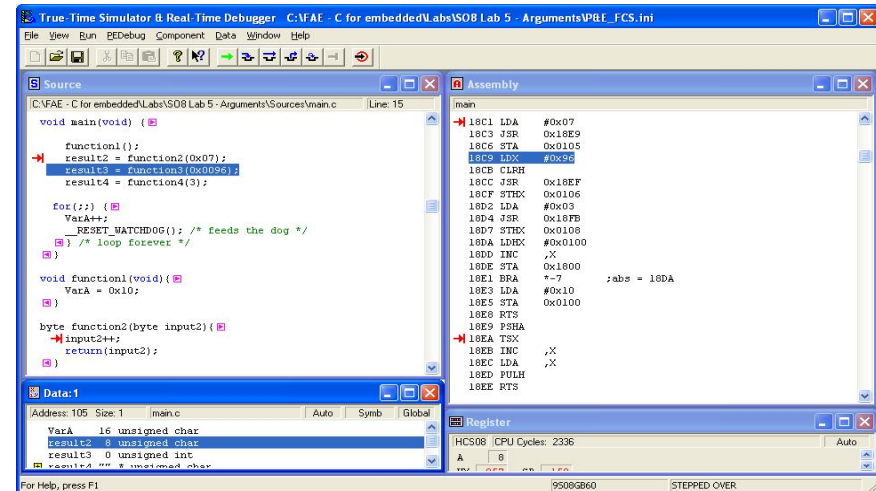 True-Time Simulator & Real-Time Debugger C:\FAE - C for embedded\Labs\SO8 Lab 5 - Arguments\P&E_FCS.ini
File View Run PEDebug Component Data Window Help
Source
C:\FAE - C for embedded\Labs\SO8 Lab 5 - Arguments\Sources\main.c Line: 15
void main(void) {
function1();
result2 = function2(0x07);
result3 = function3(0x0096);
result4 = function4(3);
for(;;) {
VarA++;
__RESET_WATCHDOG(); /* feeds the dog */
} /* loop forever */
}
void function1(void){
VarA = 0x10;
}
byte function2(byte input2){
input2++;
return(input2);
}
Assembly
main
18C1 LDA #0x07
18C3 JSR 0x18E9
18C6 STA 0x0105
18C9 LDX #0x96
18CB CLRH
18CC JSR 0x18EF
18CF STHX 0x0106
18D2 LDA #0x03
18D4 JSR 0x18FB
18D7 STHX 0x0108
18DA LDHX #0x0100
18DD INC ,X
18DE STA 0x1800
18E1 BRA *-7 ;abs = 18DA
18E3 LDA #0x10
18E5 STA 0x0100
18E8 RTS
18E9 PSHA
18EA TSX
18EB INC ,X
18EC LDA ,X
18ED PULH
18EE RTS
Data:1
Address: 105 Size: 1 main.c Auto Symb Global
VarA 16 unsigned char
result2 8 unsigned char
result3 0 unsigned int
result4 "" * unsigned char
Register
HCS08 CPU Cycles: 2336 Auto
A 8
For Help, press F1 9S08GB60 STEPPED OVER